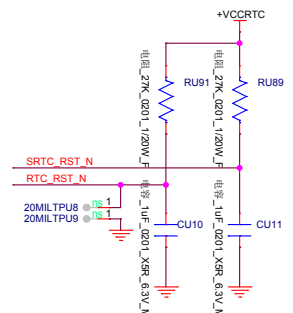 +VCCRTC
电阻_27K_0201_1/20W_F
RU91
电阻_27K_0201_1/20W_F
RU89
SRTC_RST_N
RTC_RST_N
20MILTPU8 ns 1
20MILTPU9 ns 1
电容_1uF_0201_X5R_6.3V_M
CU10
电容_1uF_0201_X5R_6.3V_M
CU11